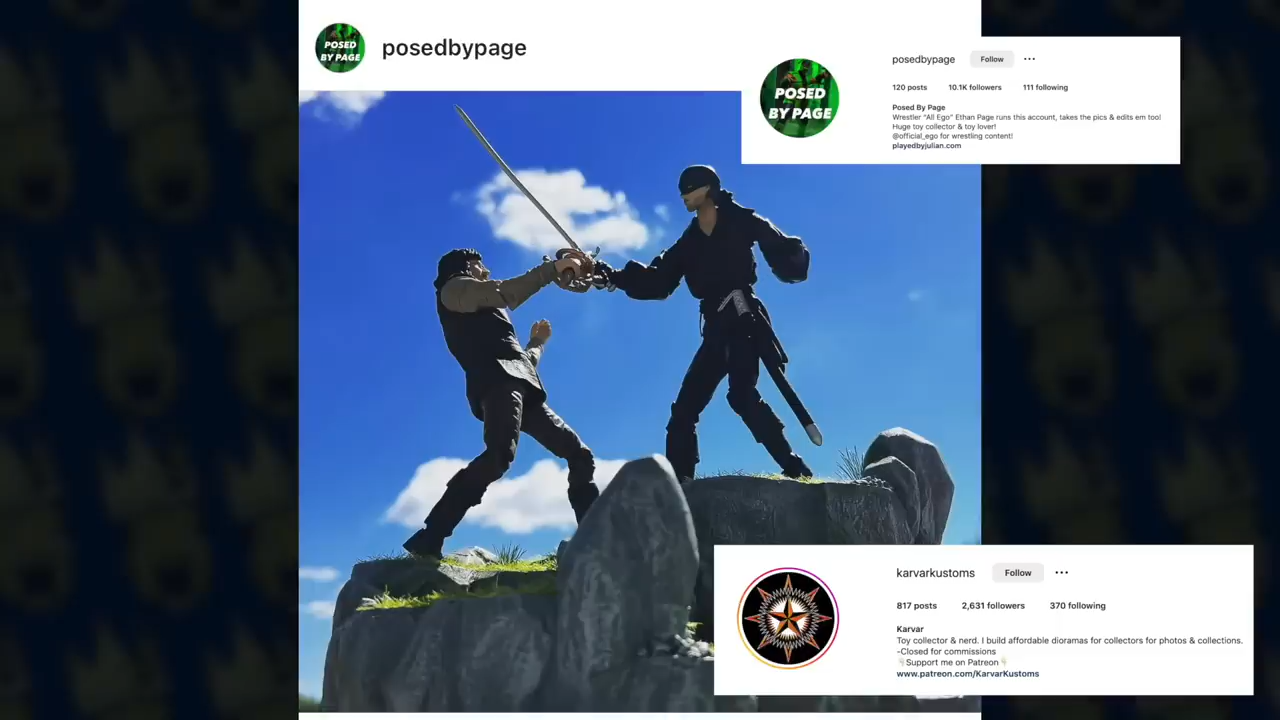 POSED
BY PAGE
posedbypage
posedbypage Follow ...
120 posts 10.1K followers 111 following
POSED
BY PAGE
Posed By Page
Wrestler "All Ego" Ethan Page runs this account, takes the pics & edits em too!
Huge toy collector & toy lover!
@official_ego for wrestling content!
playedbyjulian.com
karvarkustoms Follow ...
817 posts 2,631 followers 370 following
Karvar
Toy collector & nerd. I build affordable dioramas for collectors for photos & collections.
-Closed for commissions
👇Support me on Patreon👇
www.patreon.com/KarvarKustoms